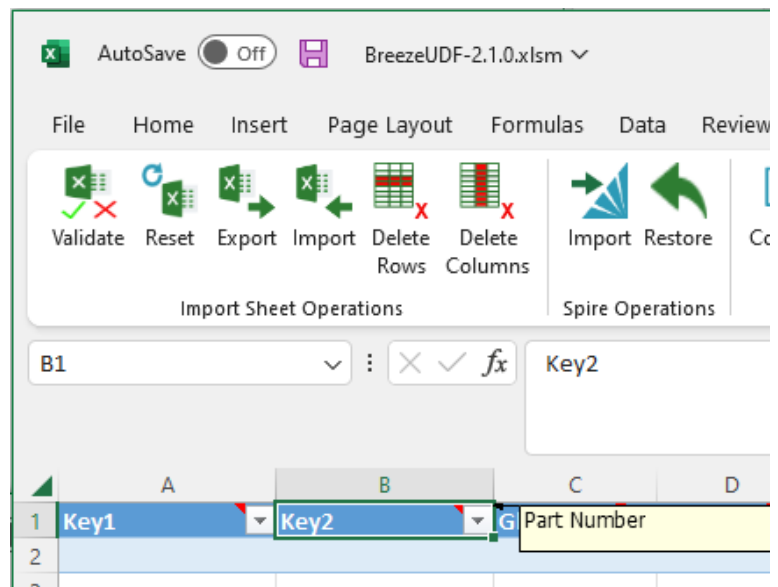 AutoSave Off BreezeUDF-2.1.0.xlsm
File Home Insert Page Layout Formulas Data Review
Validate Reset Export Import Delete Rows Delete Columns Import Restore
Import Sheet Operations Spire Operations
B1 fx Key2
A B C D
1 Key1 Key2 G Part Number
2